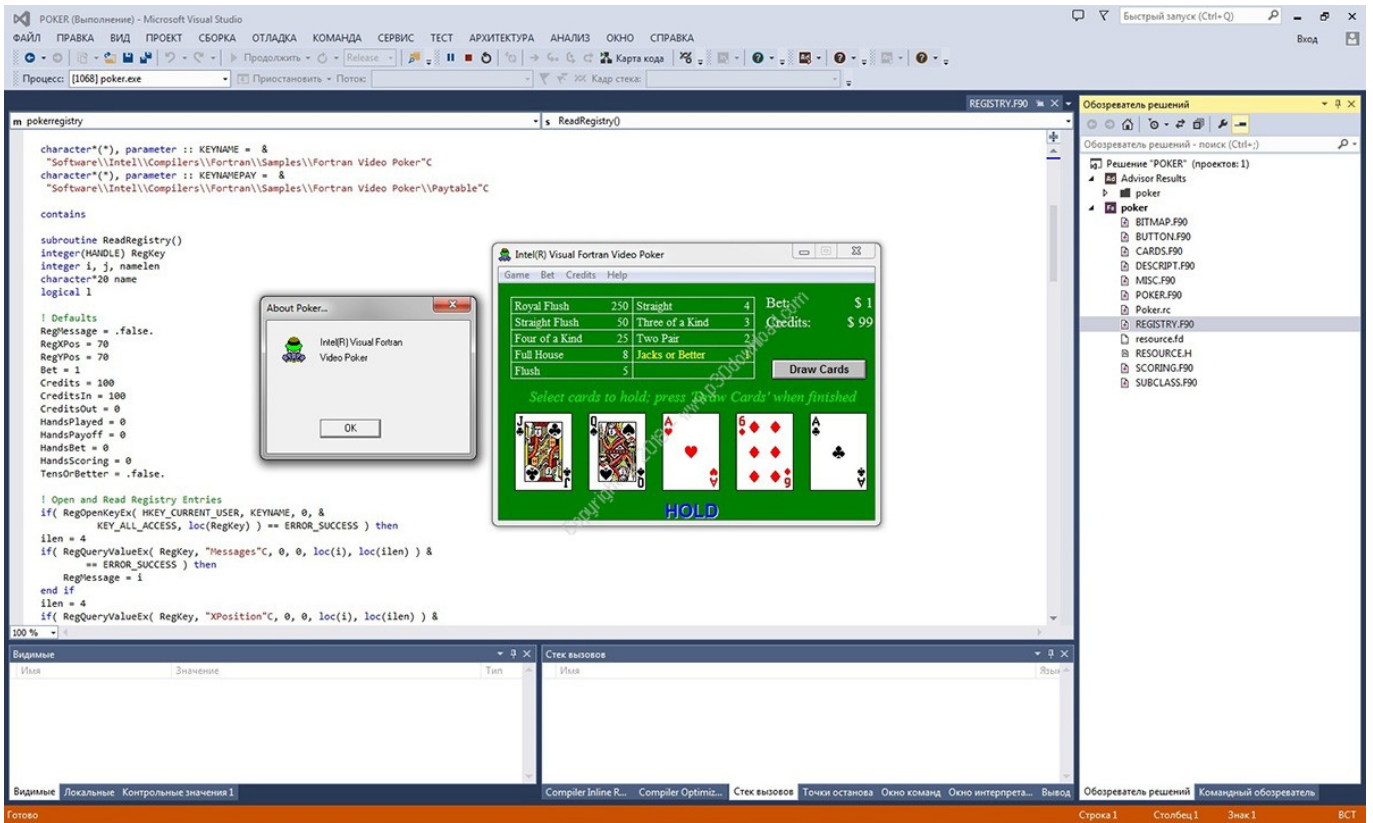 POKER (Выполнение) - Microsoft Visual Studio
Быстрый запуск (Ctrl+Q)
ФАЙЛ ПРАВКА ВИД ПРОЕКТ СБОРКА ОТЛАДКА КОМАНДА СЕРВИС ТЕСТ АРХИТЕКТУРА АНАЛИЗ ОКНО СПРАВКА
Вход
Продолжить Release Карта кода
Процесс: [1068] poker.exe Приостановить Поток: Кадр стека:
REGISTRY.F90
m pokerregistry
s ReadRegistry()
character*(*), parameter :: KEYNAME = &
"Software\\Intel\\Compilers\\Fortran\\Samples\\Fortran Video Poker"C
character*(*), parameter :: KEYNAMEPAY = &
"Software\\Intel\\Compilers\\Fortran\\Samples\\Fortran Video Poker\\Paytable"C
contains
subroutine ReadRegistry()
integer(HANDLE) RegKey
integer i, j, namelen
character*20 name
logical l
! Defaults
RegMessage = .false.
RegXPos = 70
RegYPos = 70
Bet = 1
Credits = 100
CreditsIn = 100
CreditsOut = 0
HandsPlayed = 0
HandsPayoff = 0
HandsBet = 0
HandsScoring = 0
TensOrBetter = .false.
! Open and Read Registry Entries
if( RegOpenKeyEx( HKEY_CURRENT_USER, KEYNAME, 0, &
KEY_ALL_ACCESS, loc(RegKey) ) == ERROR_SUCCESS ) then
ilen = 4
if( RegQueryValueEx( RegKey, "Messages"C, 0, 0, loc(i), loc(ilen) ) &
== ERROR_SUCCESS ) then
RegMessage = i
end if
ilen = 4
if( RegQueryValueEx( RegKey, "XPosition"C, 0, 0, loc(i), loc(ilen) ) &
100 %
About Poker...
Intel(R) Visual Fortran
Video Poker
OK
Intel(R) Visual Fortran Video Poker
Game Bet Credits Help
Royal Flush 250 Straight 4
Straight Flush 50 Three of a Kind 3
Four of a Kind 25 Two Pair
Full House 8 Jacks or Better
Flush 5
Bet: $ 1
Credits: $ 99
Draw Cards
Select cards to hold; press 'Draw Cards' when finished
J Q A 6 A
J Q A 6 A
HOLD
Обозреватель решений
Обозреватель решений - поиск (Ctrl+;)
Решение "POKER" (проектов: 1)
Advisor Results
poker
poker
BITMAP.F90
BUTTON.F90
CARDS.F90
DESCRIPT.F90
MISC.F90
POKER.F90
Poker.rc
REGISTRY.F90
resource.fd
RESOURCE.H
SCORING.F90
SUBCLASS.F90
Видимые
Имя Значение Тип
Видимые Локальные Контрольные значения 1
Стек вызовов
Имя Язык
Compiler Inline R... Compiler Optimiz... Стек вызовов Точки останова Окно команд Окно интерпрета... Вывод
Обозреватель решений Командный обозреватель
Готово
Строка 1 Столбец 1 Знак 1 ВСТ